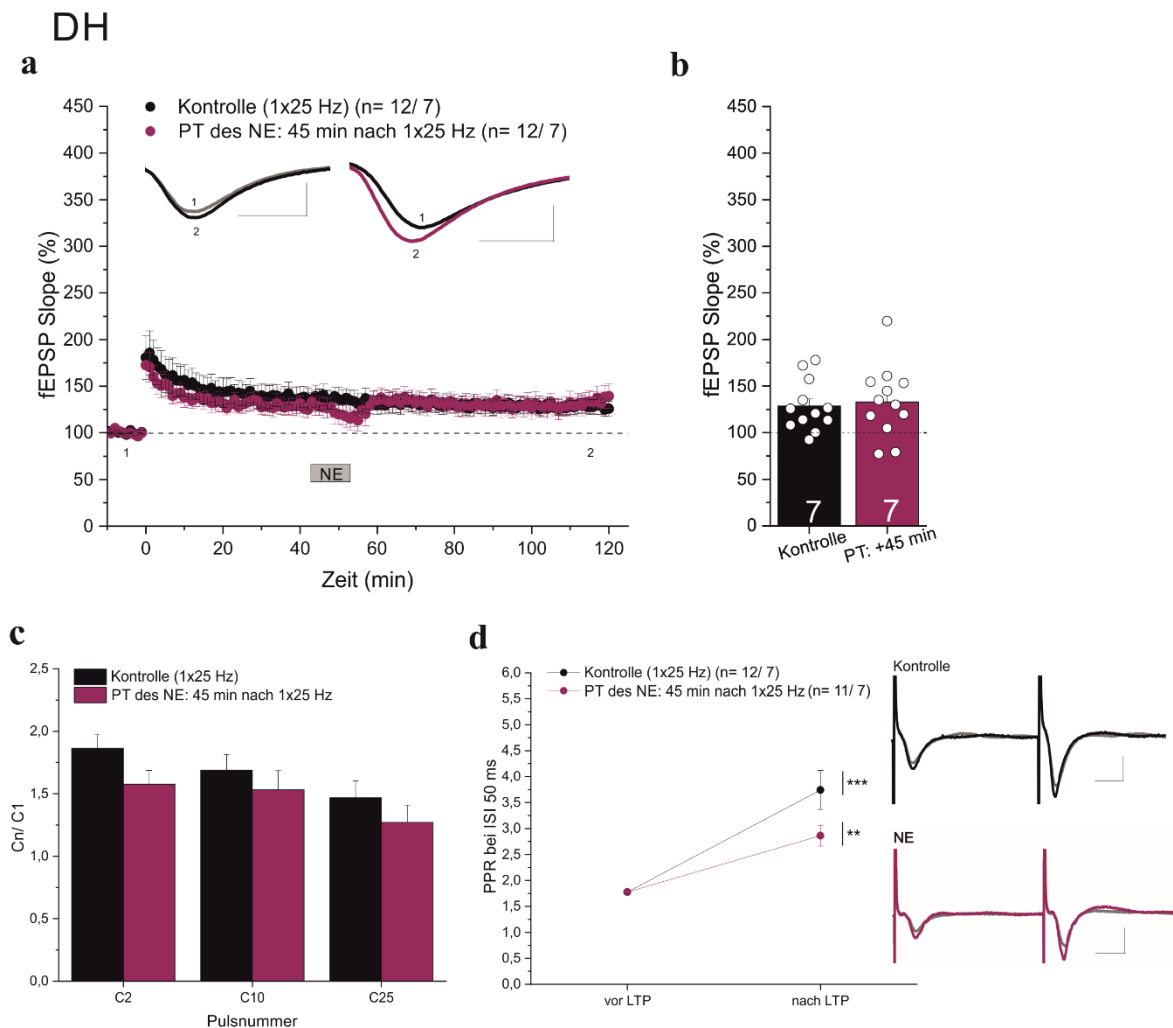 DH
a
Kontrolle (1x25 Hz) (n= 12/ 7)
PT des NE: 45 min nach 1x25 Hz (n= 12/ 7)
fEPSP Slope (%)
450
400
350
300
250
200
150
100
50
0
1
2
1
2
1
2
NE
0 20 40 60 80 100 120
Zeit (min)
b
fEPSP Slope (%)
450
400
350
300
250
200
150
100
50
0
7 7
Kontrolle PT: +45 min
c
Kontrolle (1x25 Hz)
PT des NE: 45 min nach 1x25 Hz
Cn/ C1
2,5
2,0
1,5
1,0
0,5
0,0
C2 C10 C25
Pulsnummer
d
Kontrolle (1x25 Hz) (n= 12/ 7)
PT des NE: 45 min nach 1x25 Hz (n= 11/ 7)
PPR bei ISI 50 ms
6,0
5,5
5,0
4,5
4,0
3,5
3,0
2,5
2,0
1,5
1,0
0,5
0,0
***
**
vor LTP nach LTP
Kontrolle
NE